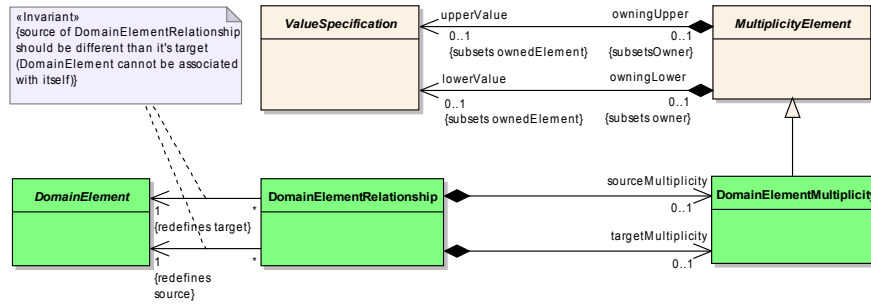 «Invariant»
{source of DomainElementRelationship
should be different than it's target
(DomainElement cannot be associated
with itself)}
ValueSpecification
upperValue
owningUpper
0..1
0..1
{subsets ownedElement}
{subsetsOwner}
lowerValue
owningLower
0..1
0..1
{subsets ownedElement}
{subsets owner}
MultiplicityElement
DomainElement
1
*
{redefines target}
1
*
{redefines
source}
DomainElementRelationship
sourceMultiplicity
0..1
targetMultiplicity
0..1
DomainElementMultiplicity